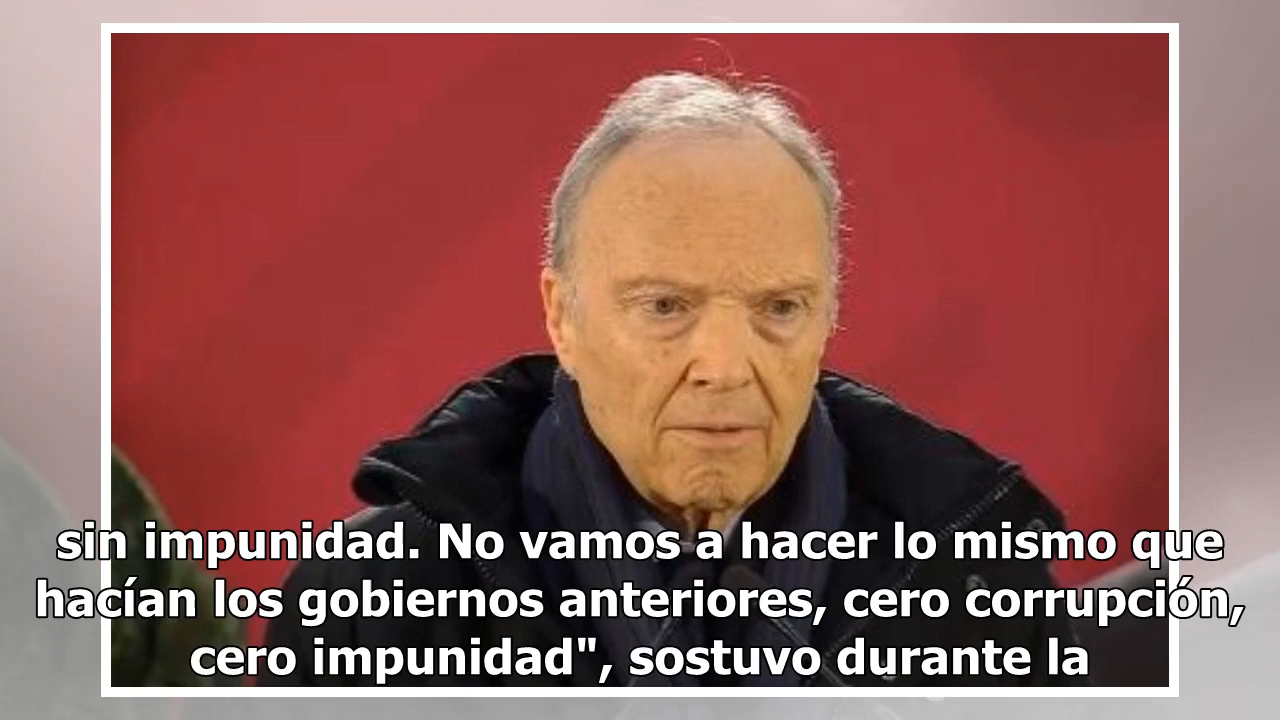 sin impunidad. No vamos a hacer lo mismo que
hacían los gobiernos anteriores, cero corrupción,
cero impunidad", sostuvo durante la